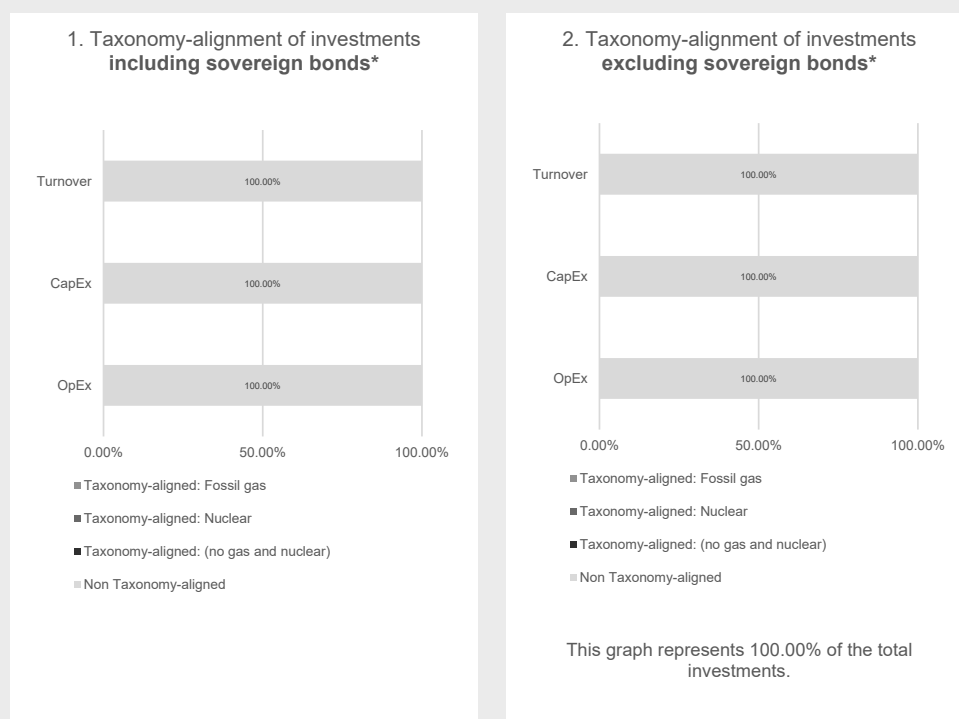 1. Taxonomy-alignment of investments
including sovereign bonds*
Turnover
100.00%
CapEx
100.00%
OpEx
100.00%
0.00% 50.00% 100.00%
Taxonomy-aligned: Fossil gas
Taxonomy-aligned: Nuclear
Taxonomy-aligned: (no gas and nuclear)
Non Taxonomy-aligned
2. Taxonomy-alignment of investments
excluding sovereign bonds*
Turnover
100.00%
CapEx
100.00%
OpEx
100.00%
0.00% 50.00% 100.00%
Taxonomy-aligned: Fossil gas
Taxonomy-aligned: Nuclear
Taxonomy-aligned: (no gas and nuclear)
Non Taxonomy-aligned
This graph represents 100.00% of the total
investments.